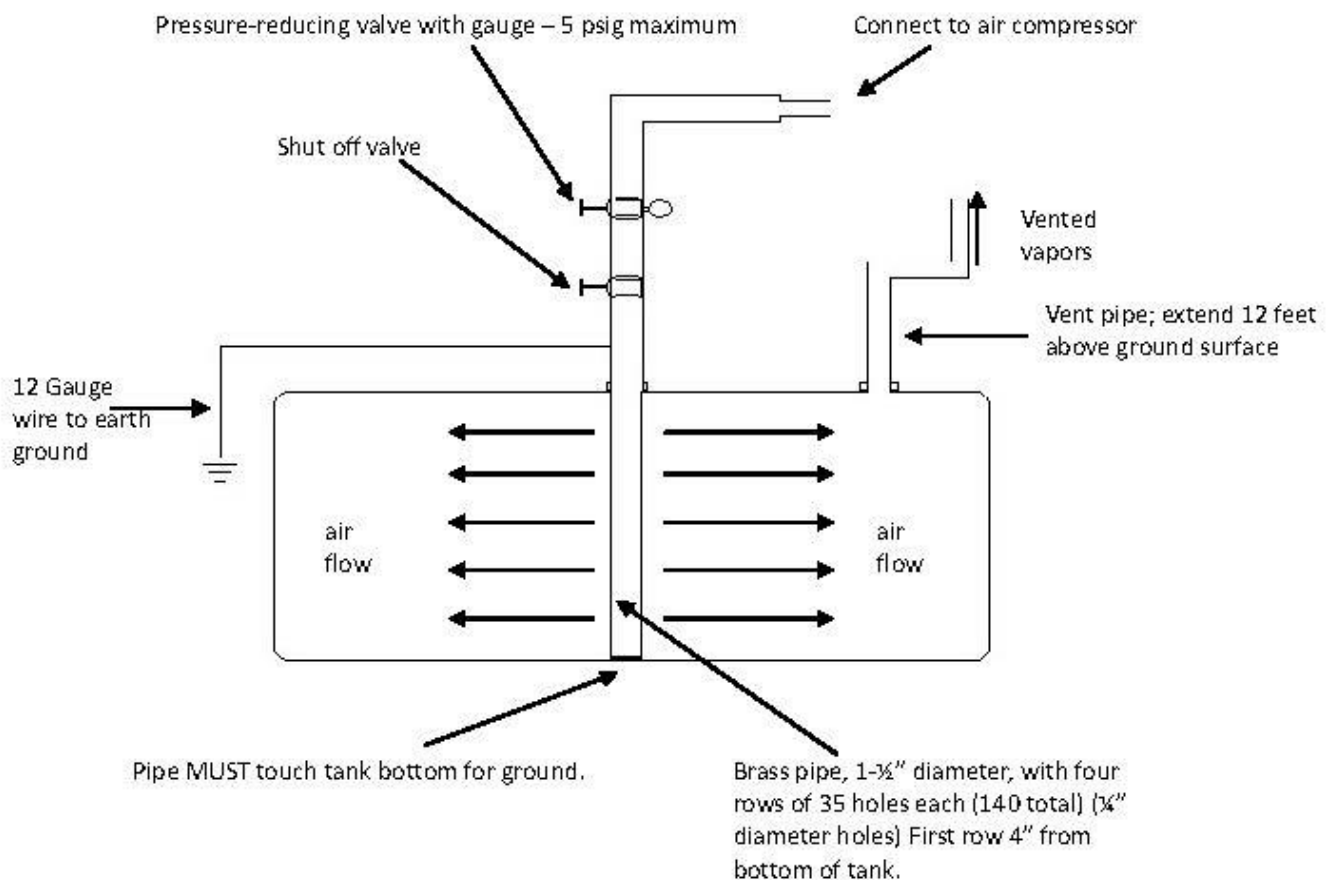 Pressure-reducing valve with gauge – 5 psig maximum
Connect to air compressor
Shut off valve
Vented
vapors
Vent pipe; extend 12 feet
above ground surface
12 Gauge
wire to earth
ground
air
flow
air
flow
Pipe MUST touch tank bottom for ground.
Brass pipe, 1-½” diameter, with four
rows of 35 holes each (140 total) (¼”
diameter holes) First row 4” from
bottom of tank.